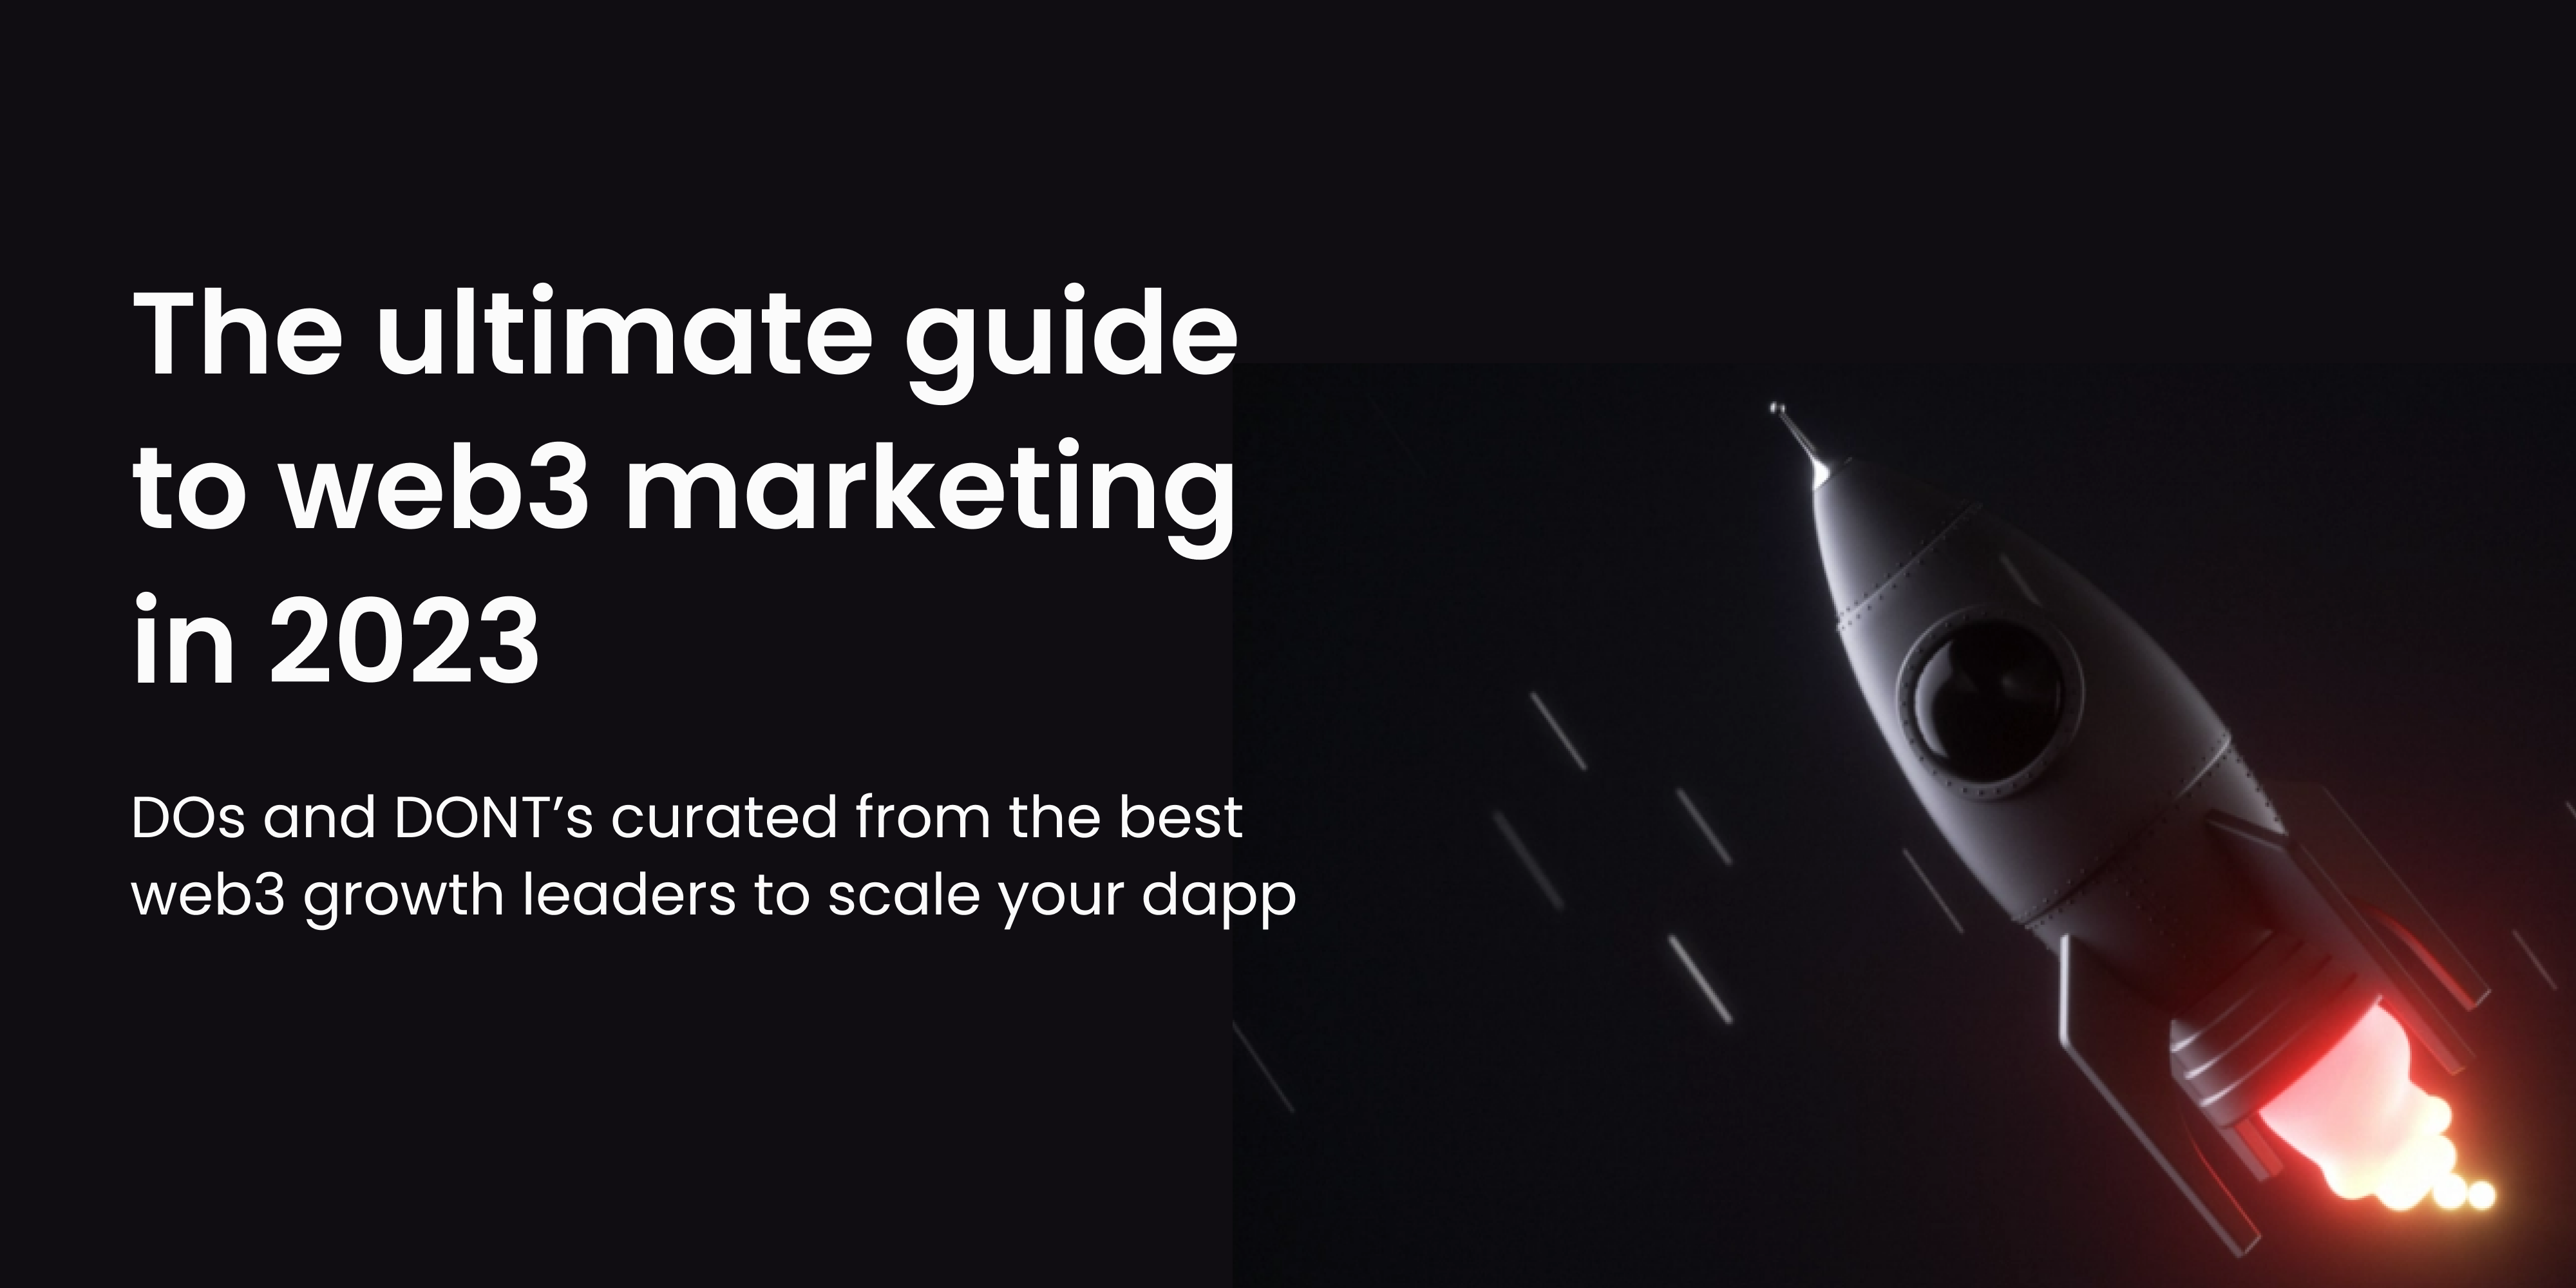 The ultimate guide
to web3 marketing
in 2023
DOs and DONT’s curated from the best
web3 growth leaders to scale your dapp